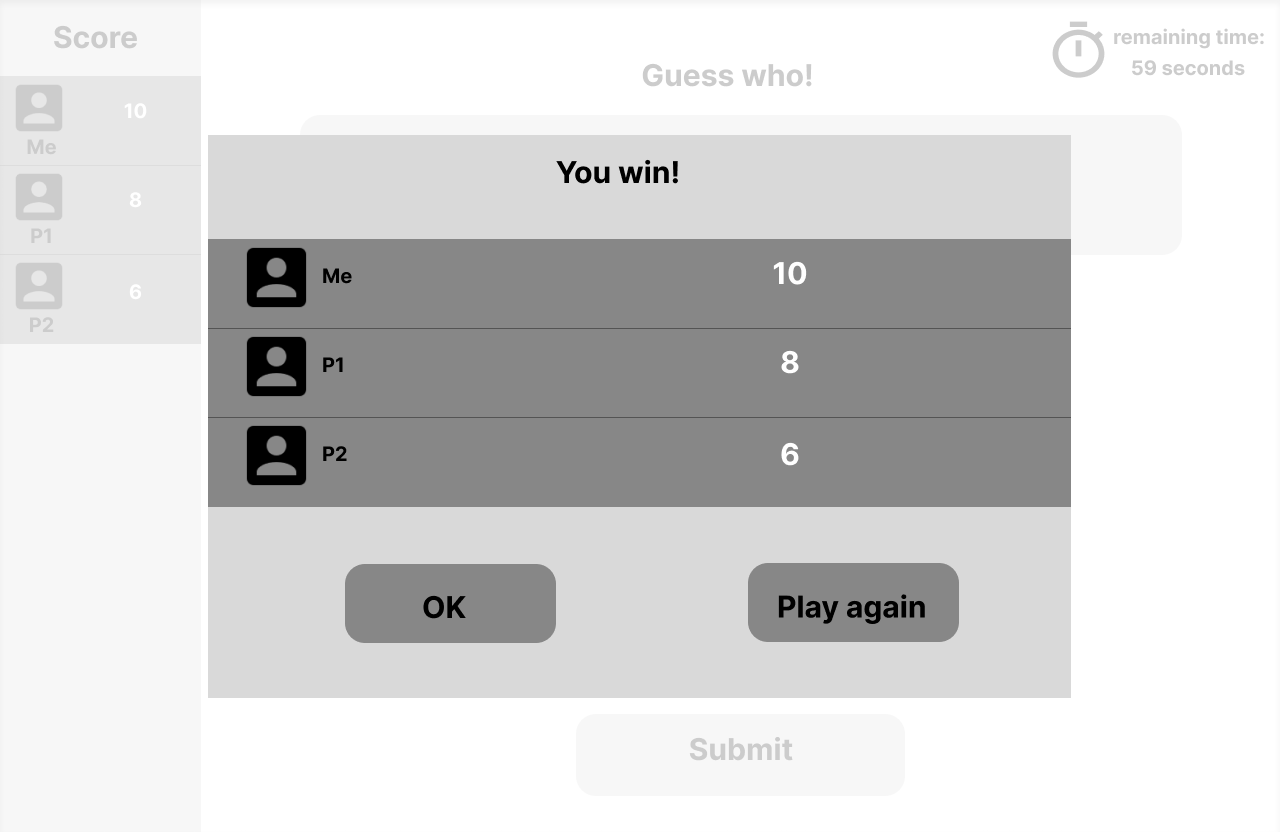 Score
remaining time:
59 seconds
Guess who!
10
Me
8
P1
6
P2
You win!
Me 10
P1 8
P2 6
OK
Play again
Submit